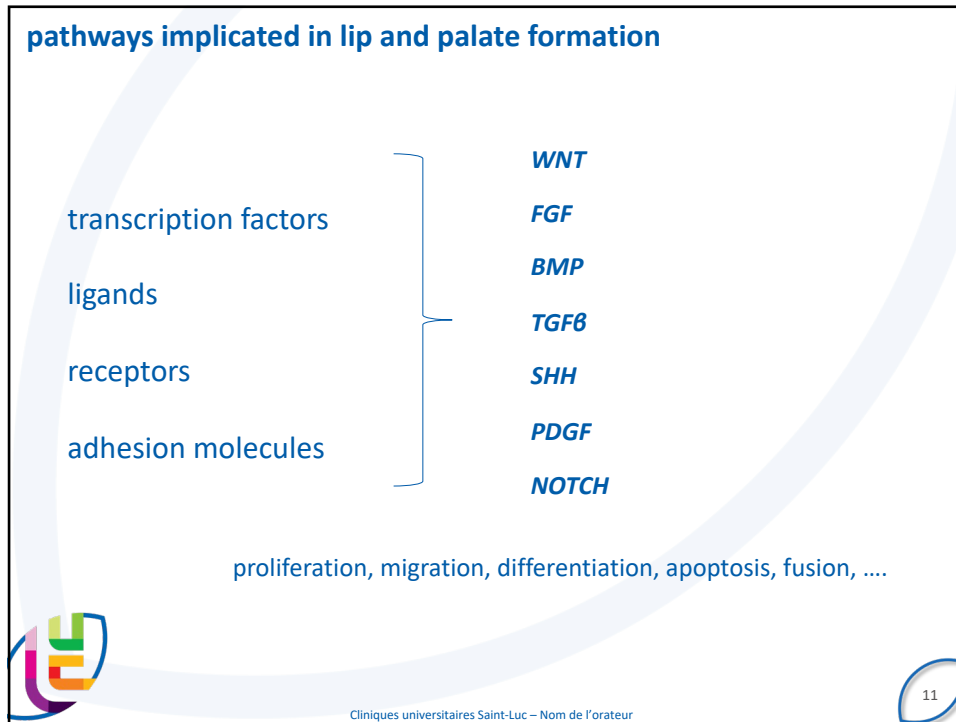 pathways implicated in lip and palate formation
transcription factors
ligands
receptors
adhesion molecules
WNT
FGF
BMP
TGFβ
SHH
PDGF
NOTCH
proliferation, migration, differentiation, apoptosis, fusion, ....
Cliniques universitaires Saint-Luc – Nom de l'orateur
11